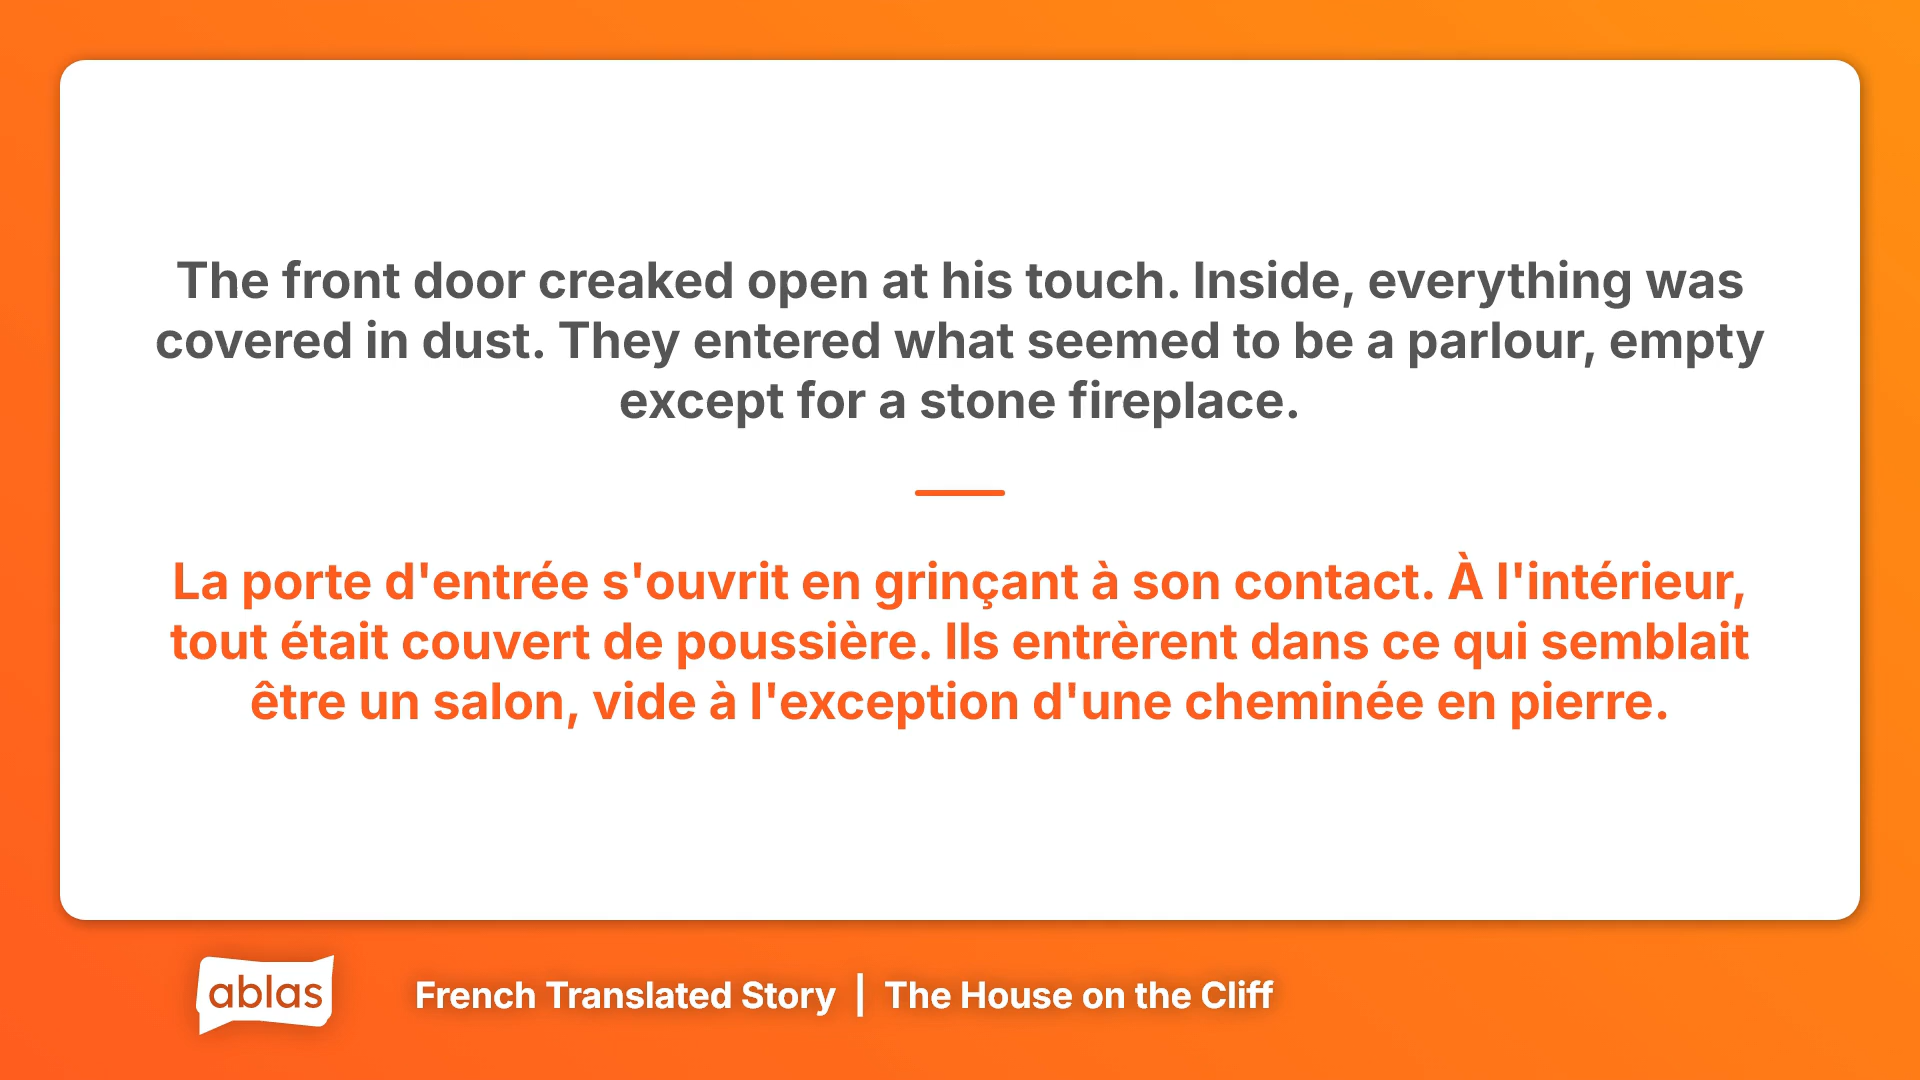 The front door creaked open at his touch. Inside, everything was
covered in dust. They entered what seemed to be a parlour, empty
except for a stone fireplace.
La porte d'entrée s'ouvrit en grinçant à son contact. À l'intérieur,
tout était couvert de poussière. Ils entrèrent dans ce qui semblait
être un salon, vide à l'exception d'une cheminée en pierre.
ablas
French Translated Story | The House on the Cliff